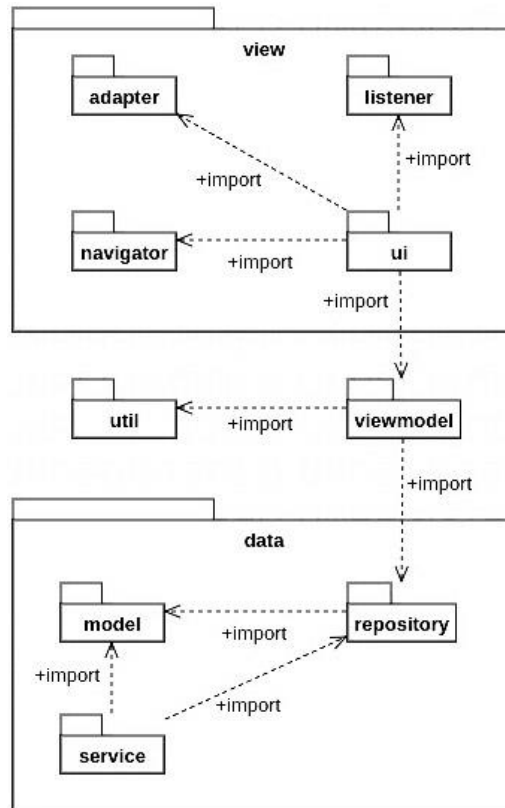 view
adapter
listener
+import
+import
navigator
ui
+import
+import
util
viewmodel
+import
+import
data
model
repository
+import
+import
+import
service